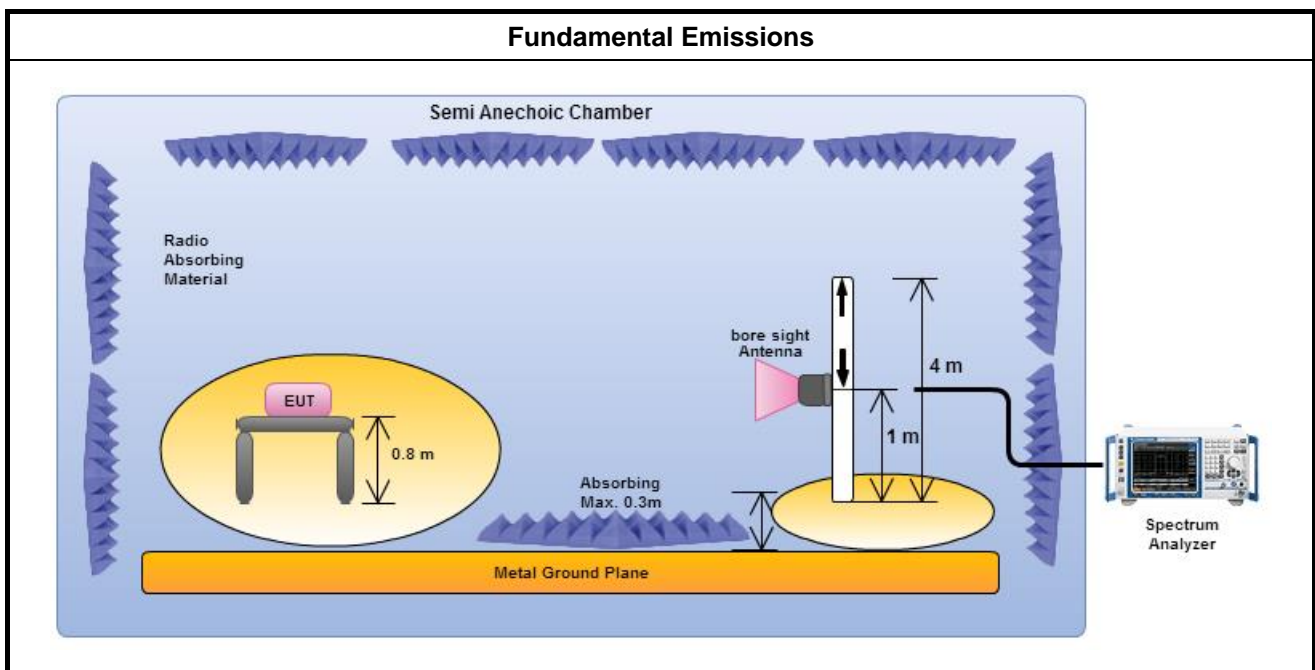 Fundamental Emissions
Semi Anechoic Chamber
Radio
Absorbing
Material
bore sight
Antenna
4 m
EUT
1 m
0.8 m
Absorbing
Max. 0.3m
Spectrum
Analyzer
Metal Ground Plane